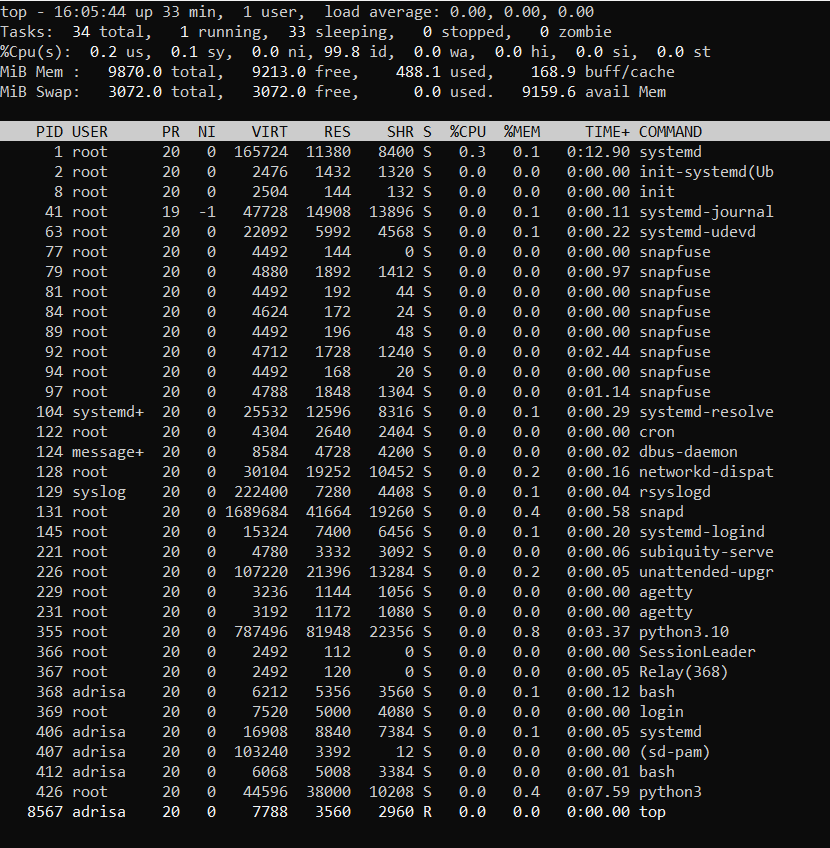 top - 16:05:44 up 33 min,  1 user,  load average: 0.00, 0.00, 0.00
Tasks:  34 total,   1 running,  33 sleeping,   0 stopped,   0 zombie
%Cpu(s):  0.2 us,  0.1 sy,  0.0 ni, 99.8 id,  0.0 wa,  0.0 hi,  0.0 si,  0.0 st
MiB Mem :   9870.0 total,   9213.0 free,    488.1 used,    168.9 buff/cache
MiB Swap:   3072.0 total,   3072.0 free,      0.0 used.   9159.6 avail Mem
PID USER      PR  NI    VIRT    RES    SHR S  %CPU  %MEM     TIME+ COMMAND
1 root      20   0  165724  11380   8400 S   0.3   0.1   0:12.90 systemd
2 root      20   0    2476   1432   1320 S   0.0   0.0   0:00.00 init-systemd(Ub
8 root      20   0    2504    144    132 S   0.0   0.0   0:00.00 init
41 root      19  -1   47728  14908  13896 S   0.0   0.1   0:00.11 systemd-journal
63 root      20   0   22092   5992   4568 S   0.0   0.1   0:00.22 systemd-udevd
77 root      20   0    4492    144      0 S   0.0   0.0   0:00.00 snapfuse
79 root      20   0    4880   1892   1412 S   0.0   0.0   0:00.97 snapfuse
81 root      20   0    4492    192     44 S   0.0   0.0   0:00.00 snapfuse
84 root      20   0    4624    172     24 S   0.0   0.0   0:00.00 snapfuse
89 root      20   0    4492    196     48 S   0.0   0.0   0:00.00 snapfuse
92 root      20   0    4712   1728   1240 S   0.0   0.0   0:02.44 snapfuse
94 root      20   0    4492    168     20 S   0.0   0.0   0:00.00 snapfuse
97 root      20   0    4788   1848   1304 S   0.0   0.0   0:01.14 snapfuse
104 systemd+  20   0   25532  12596   8316 S   0.0   0.1   0:00.29 systemd-resolve
122 root      20   0    4304   2640   2404 S   0.0   0.0   0:00.00 cron
124 message+  20   0    8584   4728   4200 S   0.0   0.0   0:00.02 dbus-daemon
128 root      20   0   30104  19252  10452 S   0.0   0.2   0:00.16 networkd-dispat
129 syslog    20   0  222400   7280   4408 S   0.0   0.1   0:00.04 rsyslogd
131 root      20   0 1689684  41664  19260 S   0.0   0.4   0:00.58 snapd
145 root      20   0   15324   7400   6456 S   0.0   0.1   0:00.20 systemd-logind
221 root      20   0    4780   3332   3092 S   0.0   0.0   0:00.06 subiquity-serve
226 root      20   0  107220  21396  13284 S   0.0   0.2   0:00.05 unattended-upgr
229 root      20   0    3236   1144   1056 S   0.0   0.0   0:00.00 agetty
231 root      20   0    3192   1172   1080 S   0.0   0.0   0:00.00 agetty
355 root      20   0  787496  81948  22356 S   0.0   0.8   0:03.37 python3.10
366 root      20   0    2492    112      0 S   0.0   0.0   0:00.00 SessionLeader
367 root      20   0    2492    120      0 S   0.0   0.0   0:00.05 Relay(368)
368 adrisa    20   0    6212   5356   3560 S   0.0   0.1   0:00.12 bash
369 root      20   0    7520   5000   4080 S   0.0   0.0   0:00.00 login
406 adrisa    20   0   16908   8840   7384 S   0.0   0.1   0:00.05 systemd
407 adrisa    20   0  103240   3392     12 S   0.0   0.0   0:00.00 (sd-pam)
412 adrisa    20   0    6068   5008   3384 S   0.0   0.0   0:00.01 bash
426 root      20   0   44596  38000  10208 S   0.0   0.4   0:07.59 python3
8567 adrisa    20   0    7788   3560   2960 R   0.0   0.0   0:00.00 top